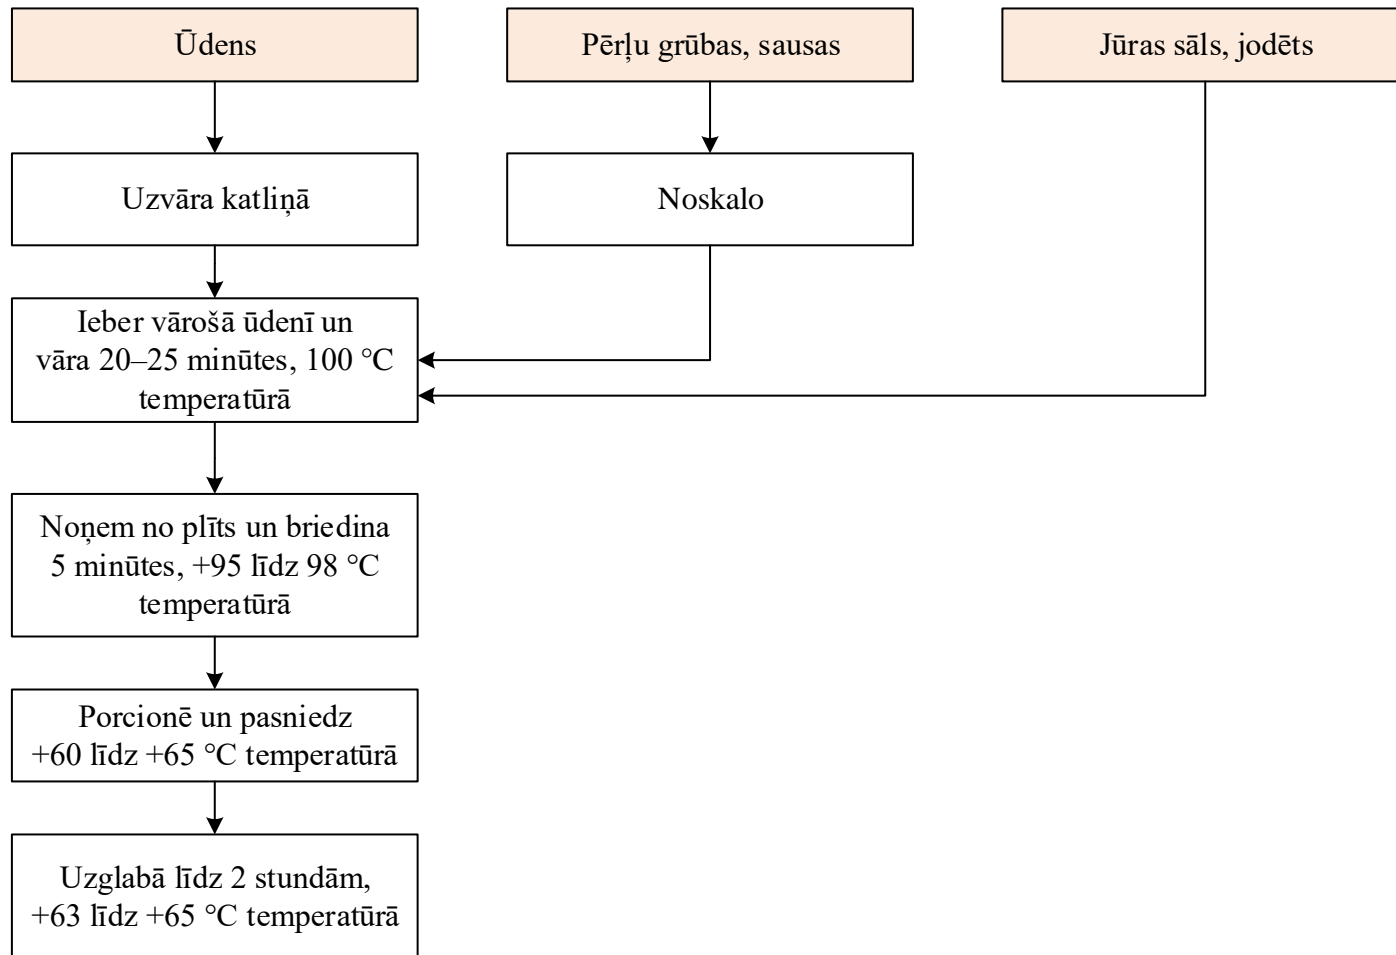 Ūdens
Pērļu grūbas, sausas
Jūras sāls, jodēts
Uzvāra katliņā
Noskalo
Ieber vārošā ūdenī un
vāra 20–25 minūtes, 100 °C
temperatūrā
Noņem no plīts un briedina
5 minūtes, +95 līdz 98 °C
temperatūrā
Porcionē un pasniedz
+60 līdz +65 °C temperatūrā
Uzglabā līdz 2 stundām,
+63 līdz +65 °C temperatūrā